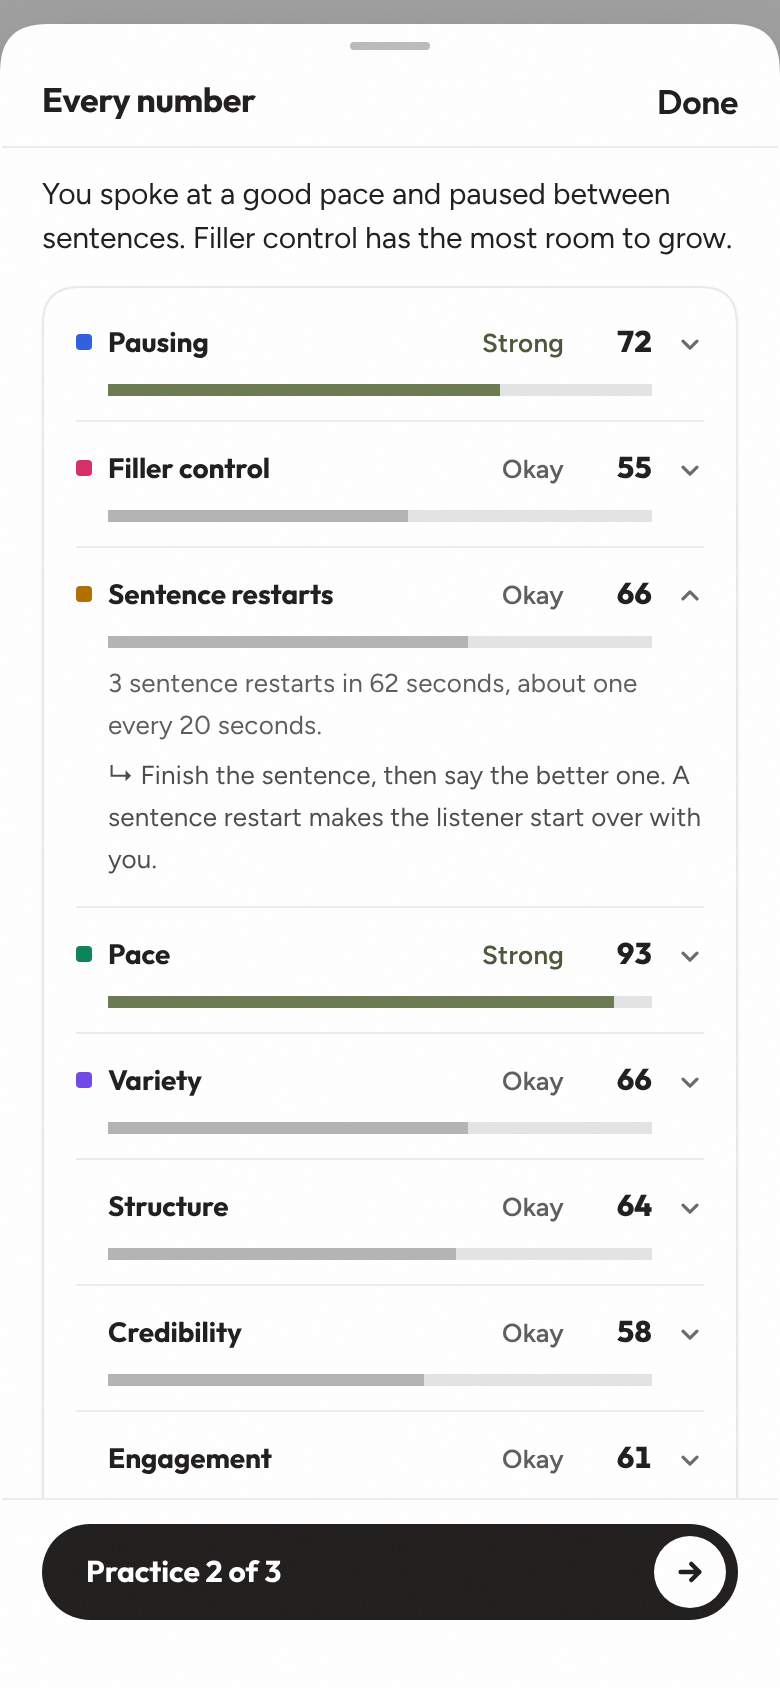 Every number
Done
You spoke at a good pace and paused between
sentences. Filler control has the most room to grow.
Pausing Strong 72
Filler control Okay 55
Sentence restarts Okay 66
3 sentence restarts in 62 seconds, about one
every 20 seconds.
↳ Finish the sentence, then say the better one. A
sentence restart makes the listener start over with
you.
Pace Strong 93
Variety Okay 66
Structure Okay 64
Credibility Okay 58
Engagement Okay 61
Practice 2 of 3